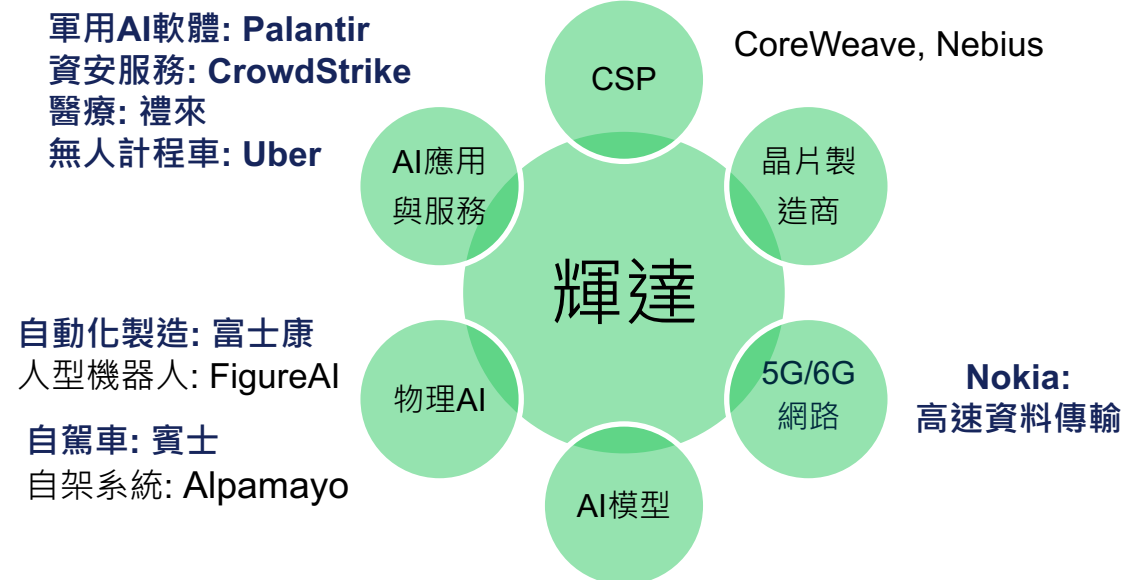 軍用AI軟體: Palantir
資安服務: CrowdStrike
醫療: 禮來
無人計程車: Uber
CSP
CoreWeave, Nebius
AI應用
與服務
晶片製
造商
輝達
自動化製造: 富士康
人型機器人: FigureAI
自駕車: 賓士
自架系統: Alpamayo
物理AI
5G/6G
網路
Nokia:
高速資料傳輸
AI模型